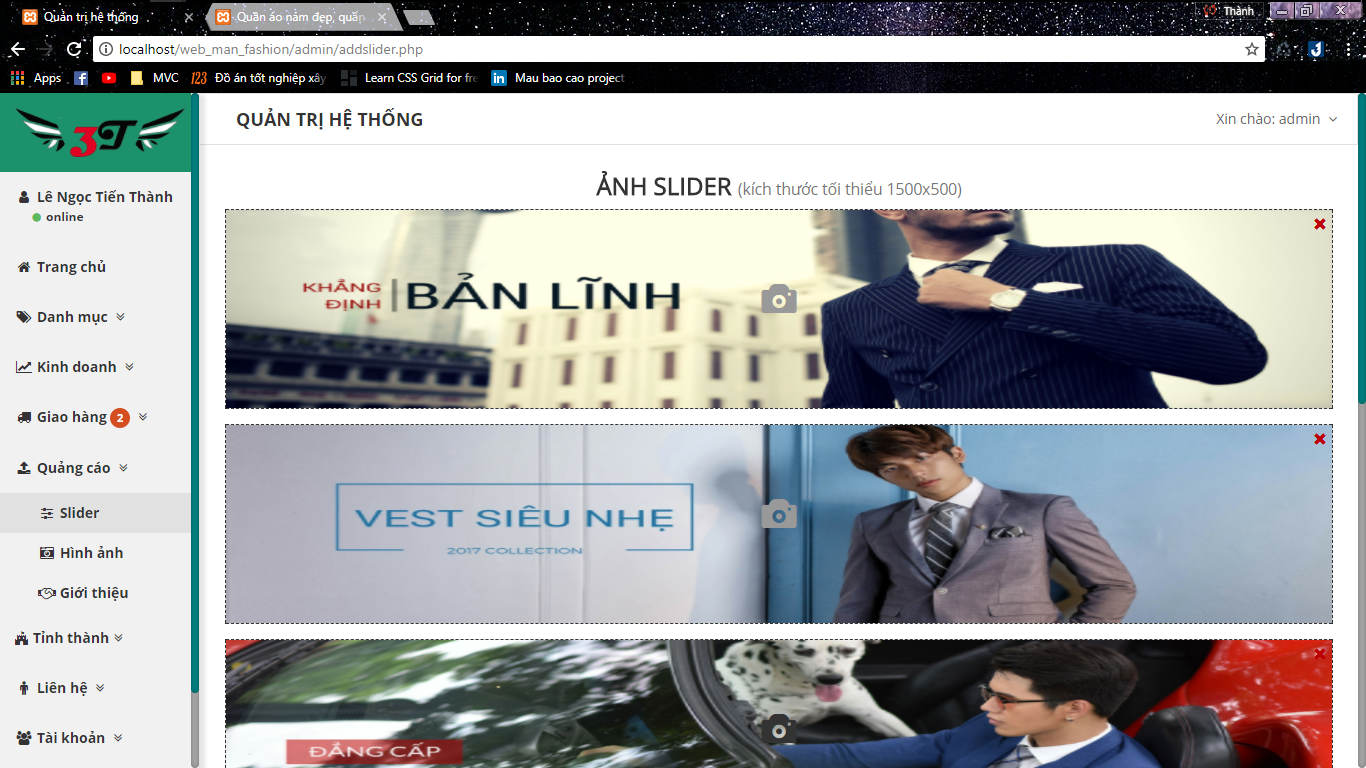 Quản trị hệ thống
Quần áo nam đẹp, quần
Thành
localhost/web_man_fashion/admin/addslider.php
Apps
MVC
123 Đồ án tốt nghiệp xây
Learn CSS Grid for fre
in Mau bao cao project
3T
QUẢN TRỊ HỆ THỐNG
Xin chào: admin
Lê Ngọc Tiến Thành
online
Trang chủ
Danh mục
Kinh doanh
Giao hàng 2
Quảng cáo
Slider
Hình ảnh
Giới thiệu
Tỉnh thành
Liên hệ
Tài khoản
ẢNH SLIDER (kích thước tối thiểu 1500x500)
KHẲNG
ĐỊNH
BẢN LĨNH
VEST SIÊU NHẸ
2017 COLLECTION
ĐẲNG CẤP